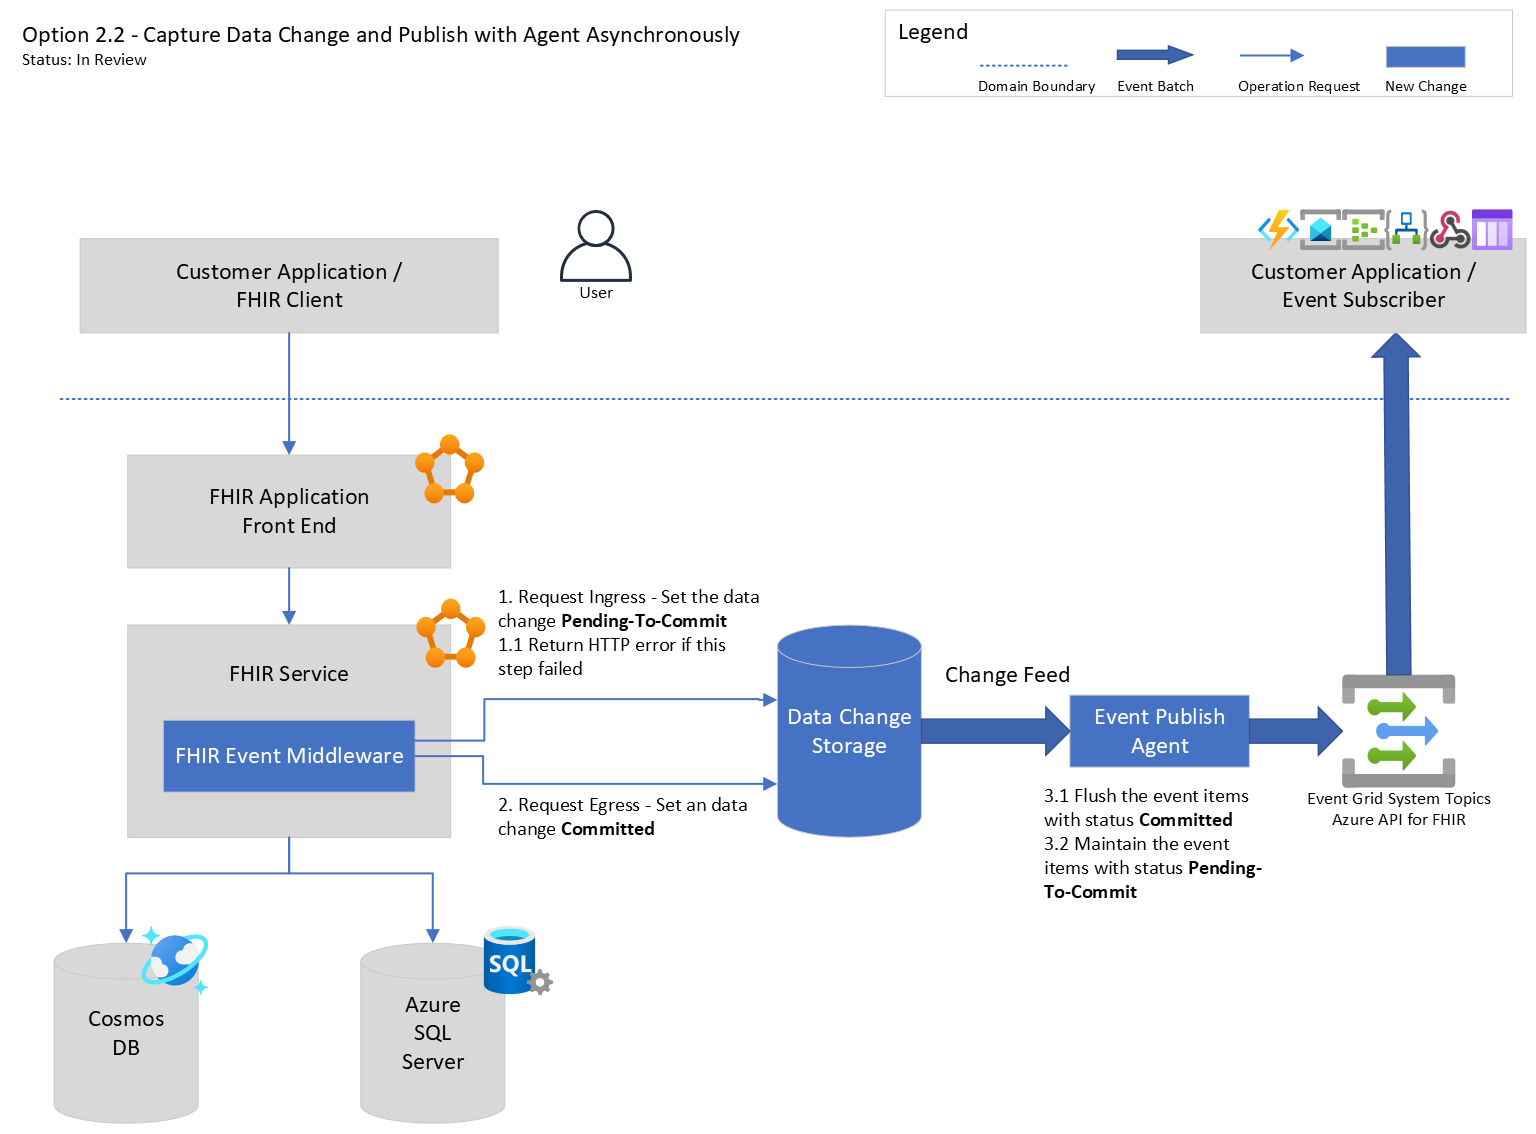 Option 2.2 - Capture Data Change and Publish with Agent Asynchronously
Status: In Review
Legend
Domain Boundary
Event Batch
Operation Request
New Change
Customer Application /
FHIR Client
User
Customer Application /
Event Subscriber
FHIR Application
Front End
1. Request Ingress - Set the data
change Pending-To-Commit
1.1 Return HTTP error if this
step failed
FHIR Service
FHIR Event Middleware
Data Change
Storage
Change Feed
Event Publish
Agent
2. Request Egress - Set an data
change Committed
3.1 Flush the event items
with status Committed
3.2 Maintain the event
items with status Pending-
To-Commit
Event Grid System Topics
Azure API for FHIR
Cosmos
DB
SQL
Azure
SQL
Server